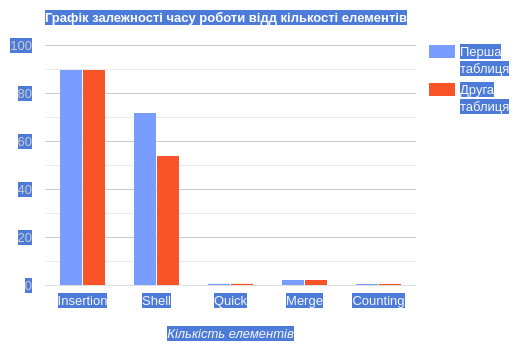 Графік залежності часу роботи відд кількості елементів
100
80
60
40
20
0
Перша
таблиця
Друга
таблиця
Insertion Shell Quick Merge Counting
Кількість елементів